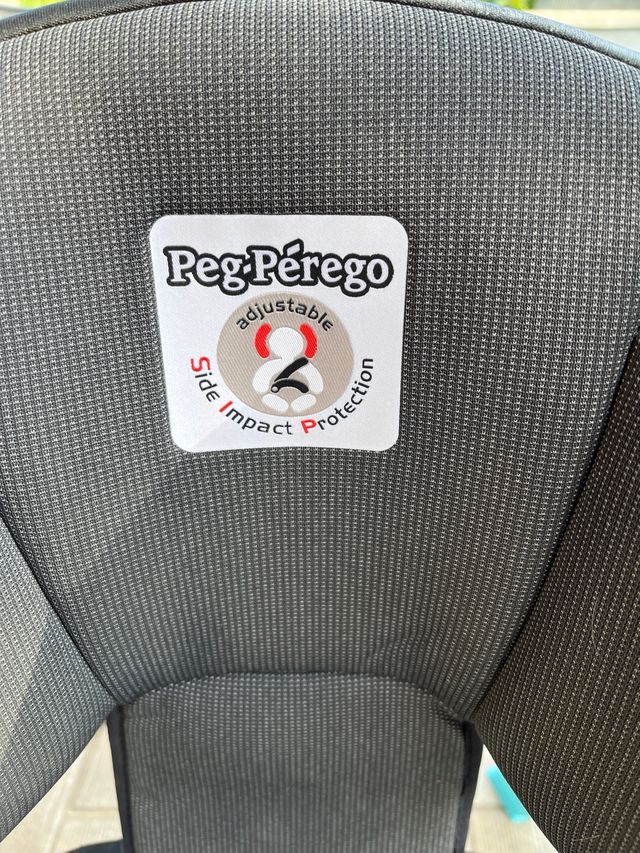 Peg-Pérego
adjustable
Side Impact Protection